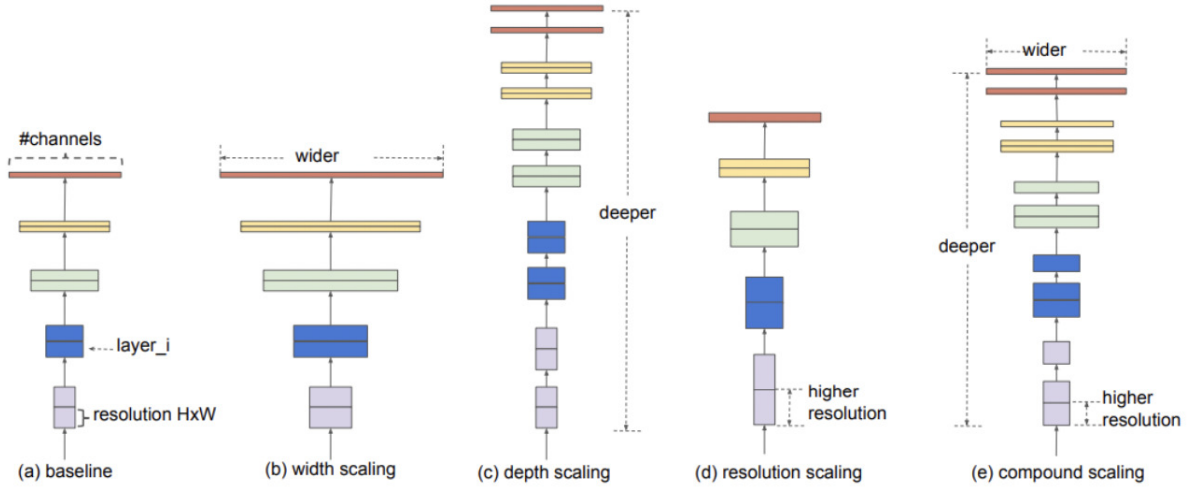 #channels
layer_i
resolution HxW
(a) baseline
wider
(b) width scaling
deeper
(c) depth scaling
higher
resolution
(d) resolution scaling
wider
deeper
higher
resolution
(e) compound scaling